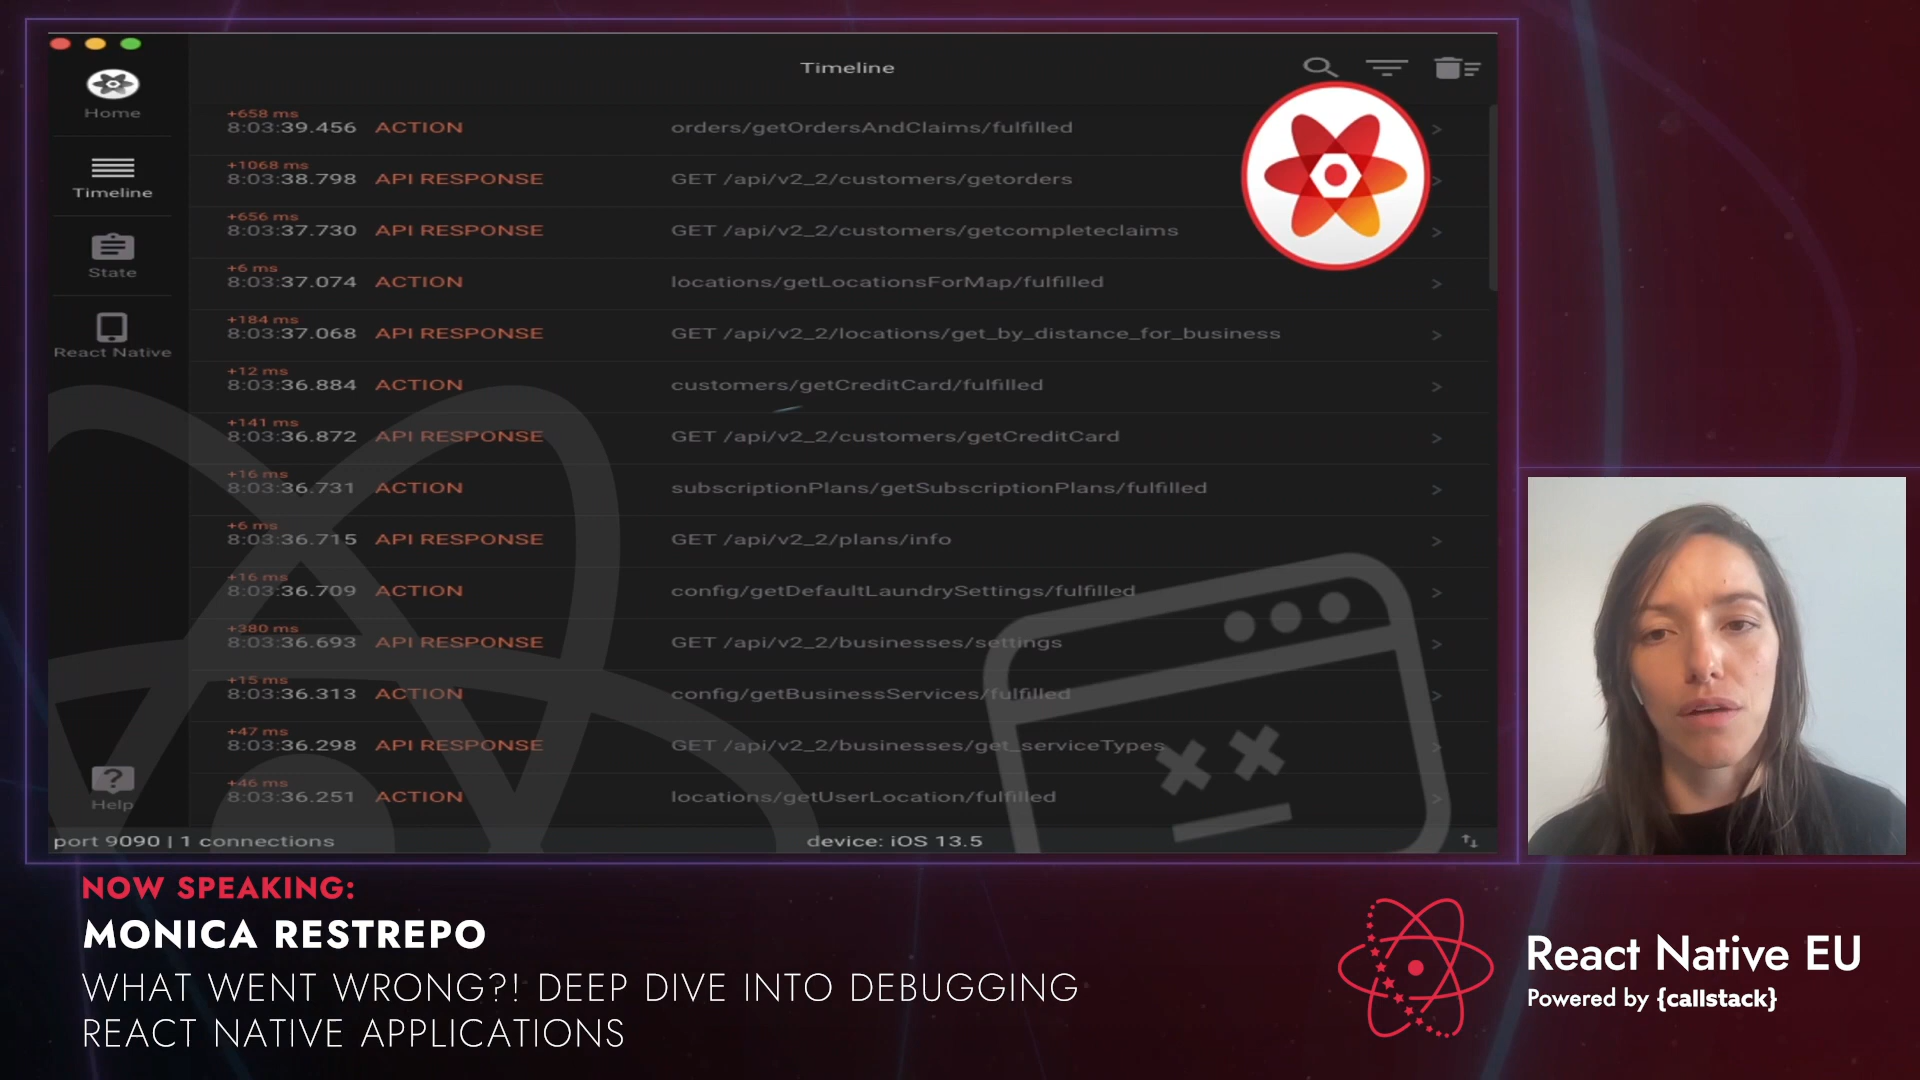 Timeline
Home
Timeline
State
React Native
Help
+658 ms
8:03:39.456 ACTION orders/getOrdersAndClaims/fulfilled >
+1068 ms
8:03:38.798 API RESPONSE GET /api/v2_2/customers/getorders >
+656 ms
8:03:37.730 API RESPONSE GET /api/v2_2/customers/getcompleteclaims >
+6 ms
8:03:37.074 ACTION locations/getLocationsForMap/fulfilled >
+184 ms
8:03:37.068 API RESPONSE GET /api/v2_2/locations/get_by_distance_for_business >
+12 ms
8:03:36.884 ACTION customers/getCreditCard/fulfilled >
+141 ms
8:03:36.872 API RESPONSE GET /api/v2_2/customers/getCreditCard >
+16 ms
8:03:36.731 ACTION subscriptionPlans/getSubscriptionPlans/fulfilled >
+6 ms
8:03:36.715 API RESPONSE GET /api/v2_2/plans/info >
+16 ms
8:03:36.709 ACTION config/getDefaultLaundrySettings/fulfilled >
+380 ms
8:03:36.693 API RESPONSE GET /api/v2_2/businesses/settings >
+15 ms
8:03:36.313 ACTION config/getBusinessServices/fulfilled >
+47 ms
8:03:36.298 API RESPONSE GET /api/v2_2/businesses/get_serviceTypes >
+46 ms
8:03:36.251 ACTION locations/getUserLocation/fulfilled >
port 9090 | 1 connections
device: iOS 13.5
NOW SPEAKING:
MONICA RESTREPO
WHAT WENT WRONG?! DEEP DIVE INTO DEBUGGING
REACT NATIVE APPLICATIONS
React Native EU
Powered by {callstack}